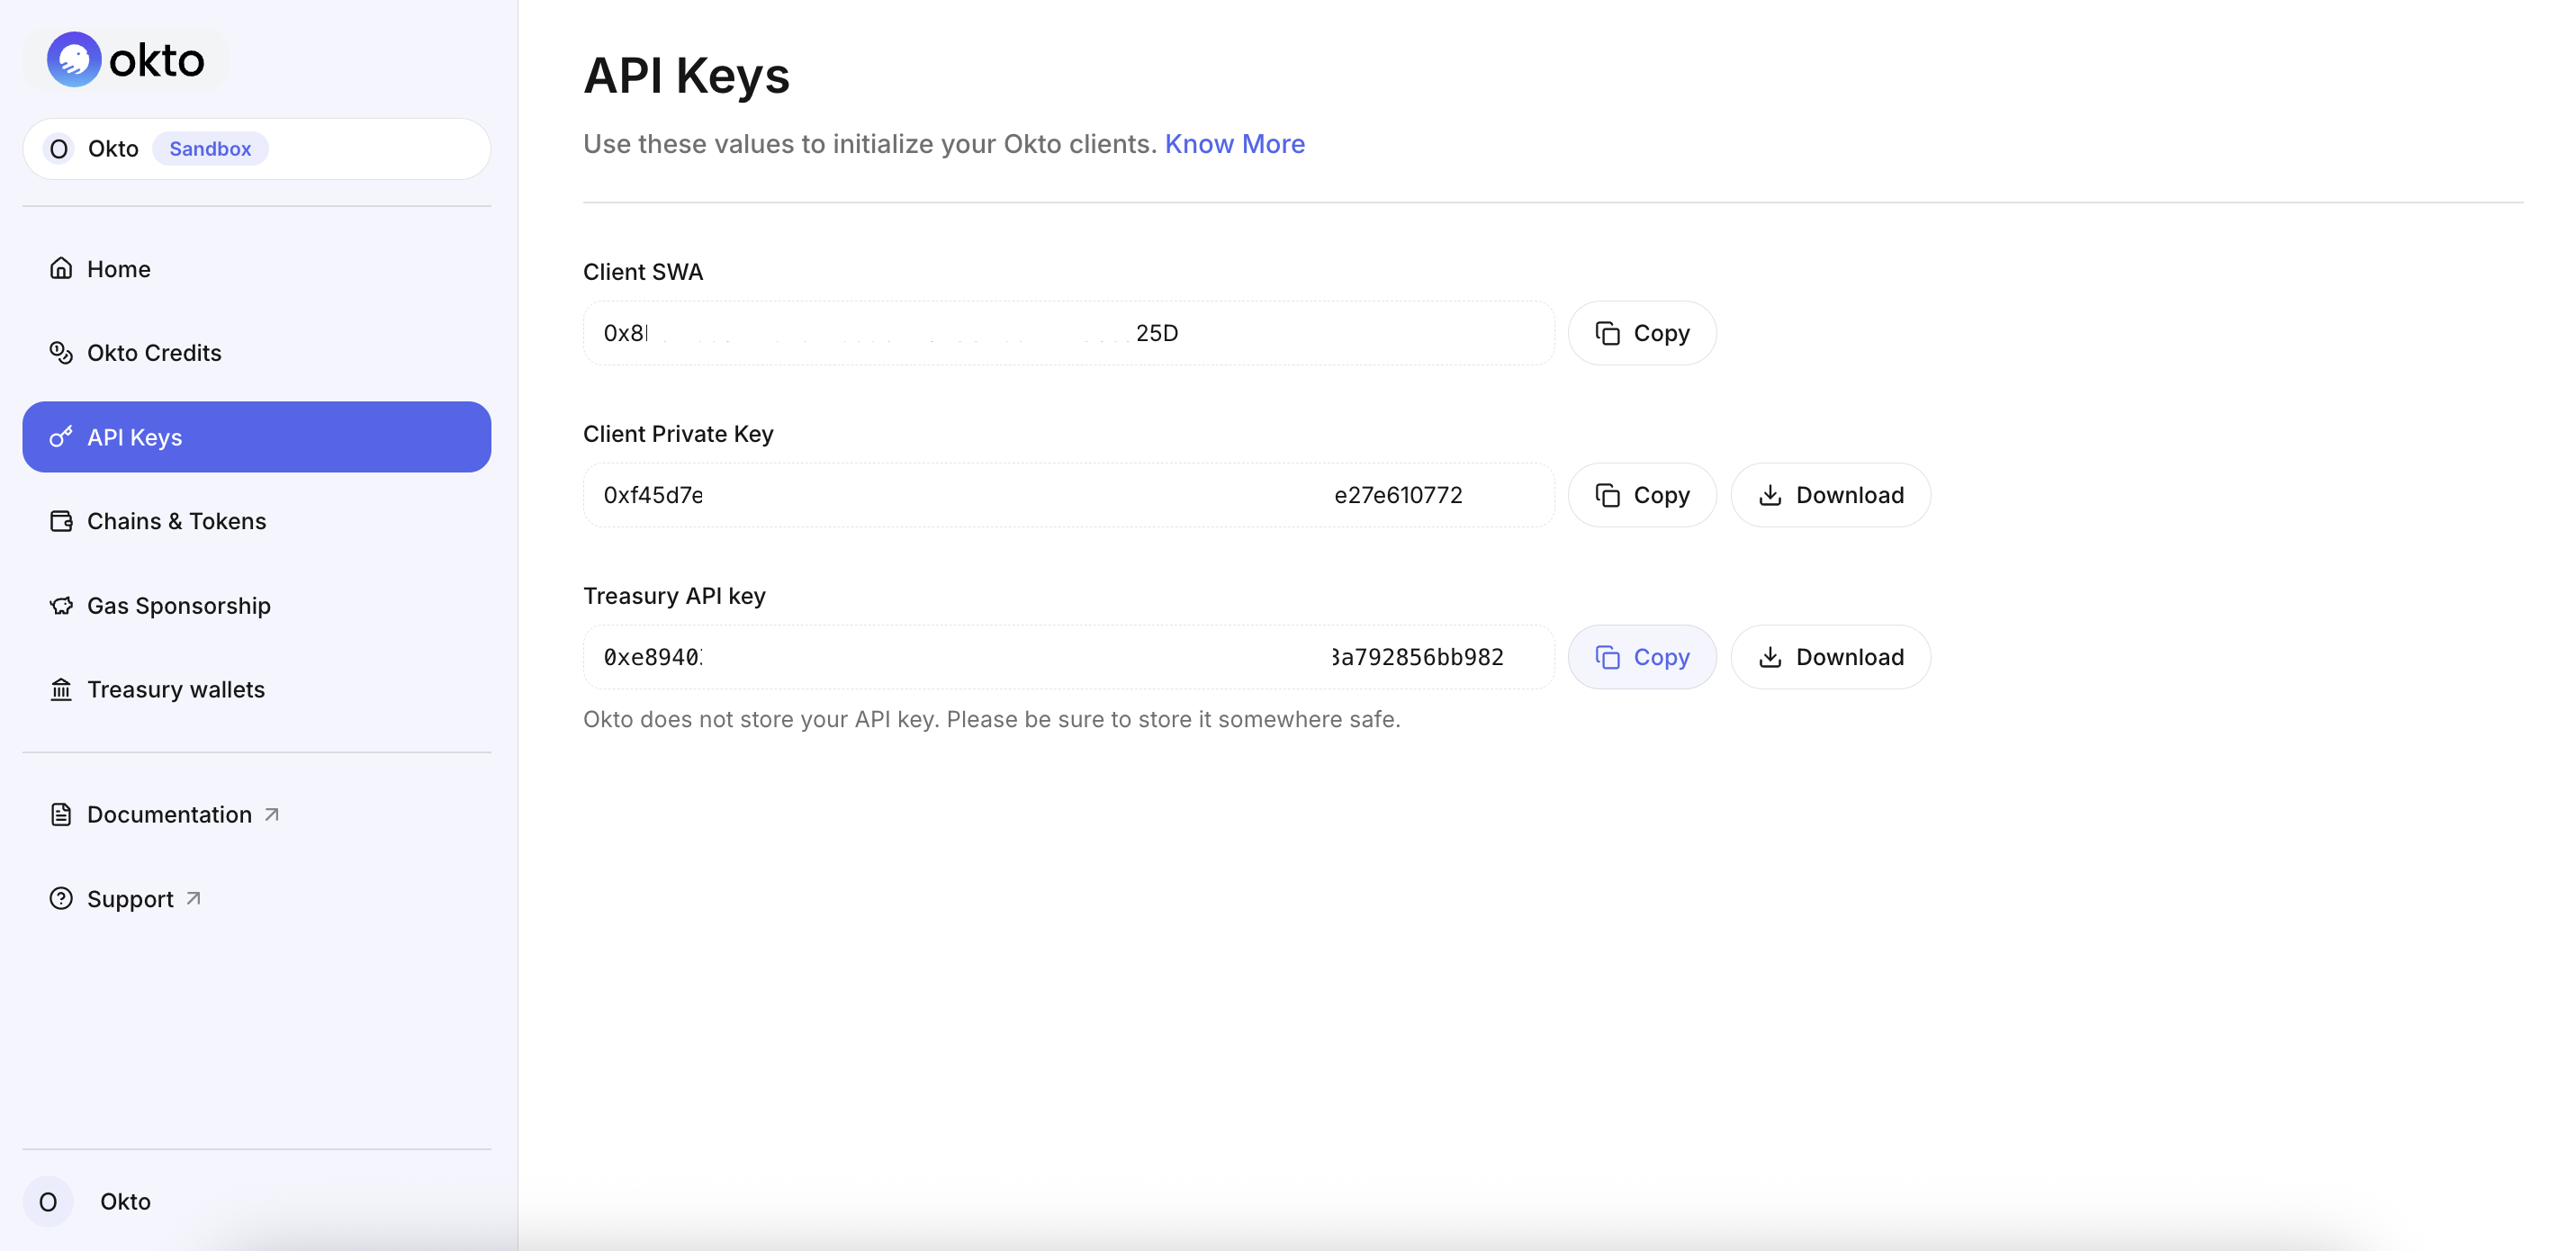 okto
O Okto Sandbox
Home
Okto Credits
API Keys
Chains & Tokens
Gas Sponsorship
Treasury wallets
Documentation
Support
O Okto
API Keys
Use these values to initialize your Okto clients. Know More
Client SWA
0x8 25D Copy
Client Private Key
0xf45d7e e27e610772 Copy Download
Treasury API key
0xe8940 3a792856bb982 Copy Download
Okto does not store your API key. Please be sure to store it somewhere safe.